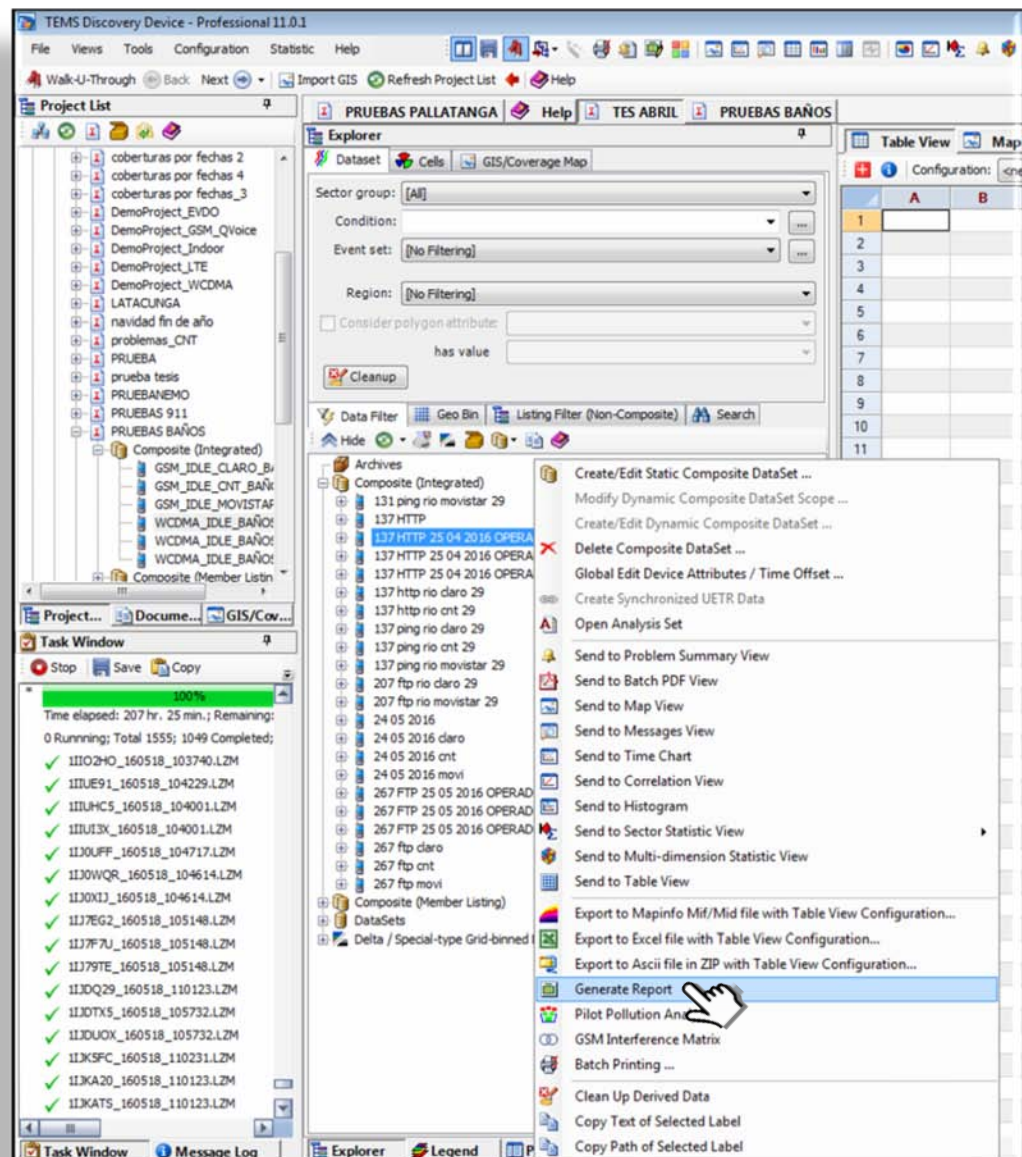 TEMS Discovery Device - Professional 11.0.1
File Views Tools Configuration Statistic Help
Walk-U-Through Back Next Import GIS Refresh Project List Help
Project List
coberturas por fechas 2
coberturas por fechas 4
coberturas por fechas_3
DemoProject_EVDO
DemoProject_GSM_QVoice
DemoProject_Indoor
DemoProject_LTE
DemoProject_WCDMA
LATACUNGA
navidad fin de año
problemas_CNT
PRUEBA
prueba tesis
PRUEBANEMO
PRUEBAS 911
PRUEBAS BAÑOS
Composite (Integrated)
GSM_IDLE_CLARO_BA
GSM_IDLE_CNT_BAÑO
GSM_IDLE_MOVISTAR
WCDMA_IDLE_BAÑOS
WCDMA_IDLE_BAÑOS
WCDMA_IDLE_BAÑOS
Composite (Member Listin
Project... Docume... GIS/Cov...
Task Window
Stop Save Copy
100%
Time elapsed: 207 hr. 25 min.; Remaining:
0 Runnning; Total 1555; 1049 Completed;
1IIO2HO_160518_103740.LZM
1IIUE91_160518_104229.LZM
1IIUHC5_160518_104001.LZM
1IIUI3X_160518_104001.LZM
1IJ0UFF_160518_104717.LZM
1IJ0WQR_160518_104614.LZM
1IJ0XIJ_160518_104614.LZM
1IJ7EG2_160518_105148.LZM
1IJ7F7U_160518_105148.LZM
1IJ79TE_160518_105148.LZM
1IJDQ29_160518_110123.LZM
1IJDTX5_160518_105732.LZM
1IJDUOX_160518_105732.LZM
1IJK5FC_160518_110231.LZM
1IJKA20_160518_110123.LZM
1IJKATS_160518_110123.LZM
Task Window Message Log
PRUEBAS PALLATANGA Help TES ABRIL PRUEBAS BAÑOS
Explorer
Dataset Cells GIS/Coverage Map
Sector group: [All]
Condition: ...
Event set: [No Filtering] ...
Region: [No Filtering]
Consider polygon attribute:
has value
Cleanup
Data Filter Geo Bin Listing Filter (Non-Composite) Search
Hide
Archives
Composite (Integrated)
131 ping rio movistar 29
137 HTTP
137 HTTP 25 04 2016 OPERA
137 HTTP 25 04 2016 OPERA
137 HTTP 25 04 2016 OPERA
137 http rio claro 29
137 http rio cnt 29
137 ping rio claro 29
137 ping rio cnt 29
137 ping rio movistar 29
207 ftp rio claro 29
207 ftp rio movistar 29
24 05 2016
24 05 2016 claro
24 05 2016 cnt
24 05 2016 movi
267 FTP 25 05 2016 OPERAD
267 FTP 25 05 2016 OPERAD
267 FTP 25 05 2016 OPERAD
267 ftp claro
267 ftp cnt
267 ftp movi
Composite (Member Listing)
DataSets
Delta / Special-type Grid-binned
Explorer Legend P
Table View Map
Configuration: <ne
A B
1
2
3
4
5
6
7
8
9
10
11
Create/Edit Static Composite DataSet ...
Modify Dynamic Composite DataSet Scope ...
Create/Edit Dynamic Composite DataSet ...
Delete Composite DataSet ...
Global Edit Device Attributes / Time Offset ...
Create Synchronized UETR Data
Open Analysis Set
Send to Problem Summary View
Send to Batch PDF View
Send to Map View
Send to Messages View
Send to Time Chart
Send to Correlation View
Send to Histogram
Send to Sector Statistic View
Send to Multi-dimension Statistic View
Send to Table View
Export to Mapinfo Mif/Mid file with Table View Configuration...
Export to Excel file with Table View Configuration...
Export to Ascii file in ZIP with Table View Configuration...
Generate Report
Pilot Pollution Ana
GSM Interference Matrix
Batch Printing ...
Clean Up Derived Data
Copy Text of Selected Label
Copy Path of Selected Label